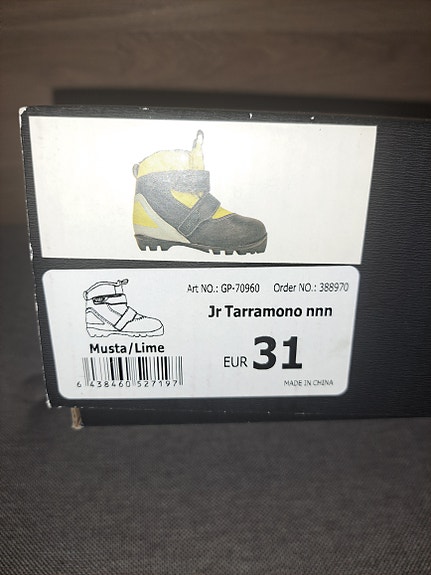 Art NO.: GP-70960 Order NO.: 388970
Jr Tarramono nnn
Musta/Lime
EUR 31
6 438460 527197
MADE IN CHINA